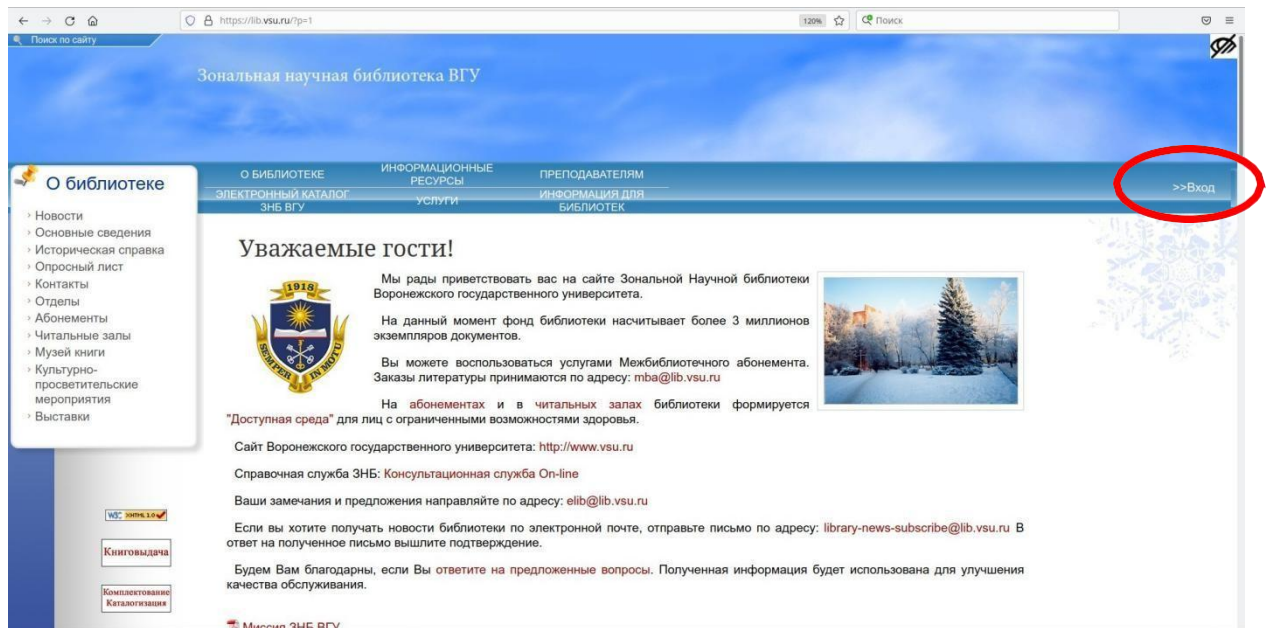 https://lib.vsu.ru/?p=1
120%
Поиск
Поиск по сайту
Зональная научная библиотека ВГУ
О БИБЛИОТЕКЕ
ИНФОРМАЦИОННЫЕ
РЕСУРСЫ
ПРЕПОДАВАТЕЛЯМ
ЭЛЕКТРОННЫЙ КАТАЛОГ
ЗНБ ВГУ
УСЛУГИ
ИНФОРМАЦИЯ ДЛЯ
БИБЛИОТЕК
>>Вход
О библиотеке
Новости
Основные сведения
Историческая справка
Опросный лист
Контакты
Отделы
Абонементы
Читальные залы
Музей книги
Культурно-
просветительские
мероприятия
Выставки
W3C XHTML 1.0
Книговыдача
Комплектование
Каталогизация
Уважаемые гости!
1918
SEMPER IN MOTU
Мы рады приветствовать вас на сайте Зональной Научной библиотеки
Воронежского государственного университета.
На данный момент фонд библиотеки насчитывает более 3 миллионов
экземпляров документов.
Вы можете воспользоваться услугами Межбиблиотечного абонемента.
Заказы литературы принимаются по адресу: mba@lib.vsu.ru
На абонементах и в читальных залах библиотеки формируется
"Доступная среда" для лиц с ограниченными возможностями здоровья.
Сайт Воронежского государственного университета: http://www.vsu.ru
Справочная служба ЗНБ: Консультационная служба On-line
Ваши замечания и предложения направляйте по адресу: elib@lib.vsu.ru
Если вы хотите получать новости библиотеки по электронной почте, отправьте письмо по адресу: library-news-subscribe@lib.vsu.ru В
ответ на полученное письмо вышлите подтверждение.
Будем Вам благодарны, если Вы ответите на предложенные вопросы. Полученная информация будет использована для улучшения
качества обслуживания.
Миссия ЗНБ ВГУ